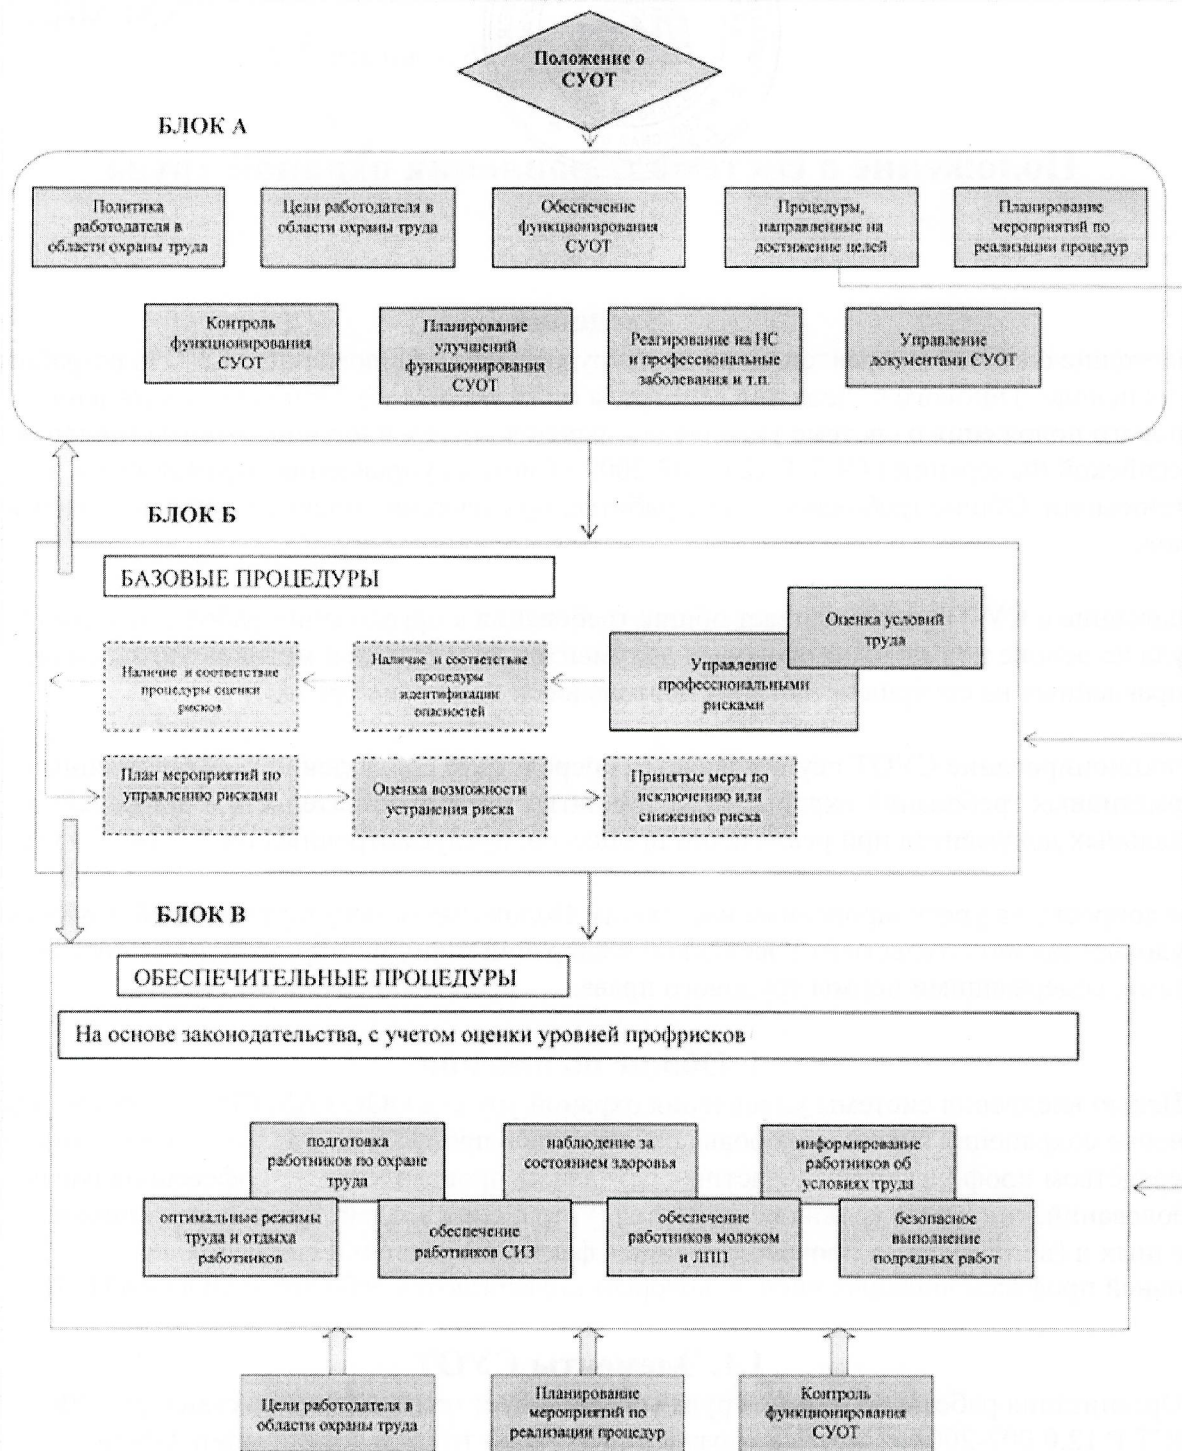 Положение о
СУОТ
БЛОК А
Политика
работодателя в
области охраны труда
Цели работодателя в
области охраны труда
Обеспечение
функционирования
СУОТ
Процедуры,
направленные на
достижение целей
Планирование
мероприятий по
реализации процедур
Контроль
функционирования
СУОТ
Планирование
улучшений
функционирования
СУОТ
Реагирование на НС
и профессиональные
заболевания и т.п.
Управление
документами СУОТ
БЛОК Б
БАЗОВЫЕ ПРОЦЕДУРЫ
Оценка условий
труда
Управление
профессиональными
рисками
Наличие и соответствие
процедуры
идентификации
опасностей
Наличие и соответствие
процедуры оценки
рисков
План мероприятий по
управлению рисками
Оценка возможности
устранения риска
Принятые меры по
исключению или
снижению риска
БЛОК В
ОБЕСПЕЧИТЕЛЬНЫЕ ПРОЦЕДУРЫ
На основе законодательства, с учетом оценки уровней профрисков
подготовка
работников по охране
труда
наблюдение за
состоянием здоровья
информирование
работников об
условиях труда
оптимальные режимы
труда и отдыха
работников
обеспечение
работников СИЗ
обеспечение
работников молоком
и ЛПП
безопасное
выполнение
подрядных работ
Цели работодателя в
области охраны труда
Планирование
мероприятий по
реализации процедур
Контроль
функционирования
СУОТ